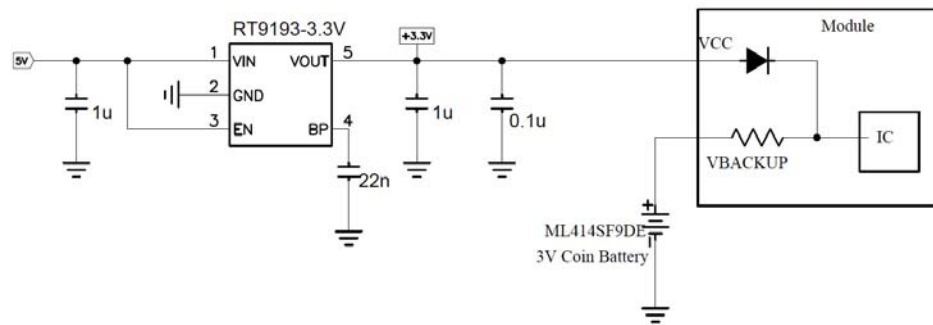 RT9193-3.3V
+3.3V
Module
5V
1
VIN
VOUT
5
VCC
2
GND
1u
3
EN
BP
4
1u
0.1u
22n
VBACKUP
IC
+
ML414SF9DE
3V Coin Battery